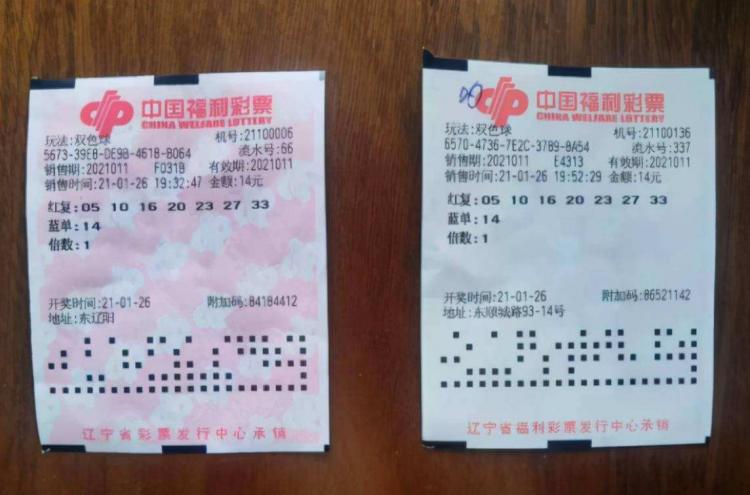 中国福利彩票
CHINA WELFARE LOTTERY
玩法:双色球
机号:21100006
5673-39E8-DE9B-4618-B064
流水号:66
销售期:2021011 F031B 有效期:2021011
销售时间:21-01-26 19:32:47 金额:14元
红复:05 10 16 20 23 27 33
蓝单:14
倍数:1
开奖时间:21-01-26 附加码:84184412
地址:东辽阳
辽宁省彩票发行中心承销
中国福利彩票
CHINA WELFARE LOTTERY
玩法:双色球
机号:21100136
6570-4736-7E2C-3789-8A54
流水号:337
销售期:2021011 E4313 有效期:2021011
销售时间:21-01-26 19:52:29 金额:14元
红复:05 10 16 20 23 27 33
蓝单:14
倍数:1
开奖时间:21-01-26 附加码:86521142
地址:东顺城路93-14号
辽宁省福利彩票发行中心承销